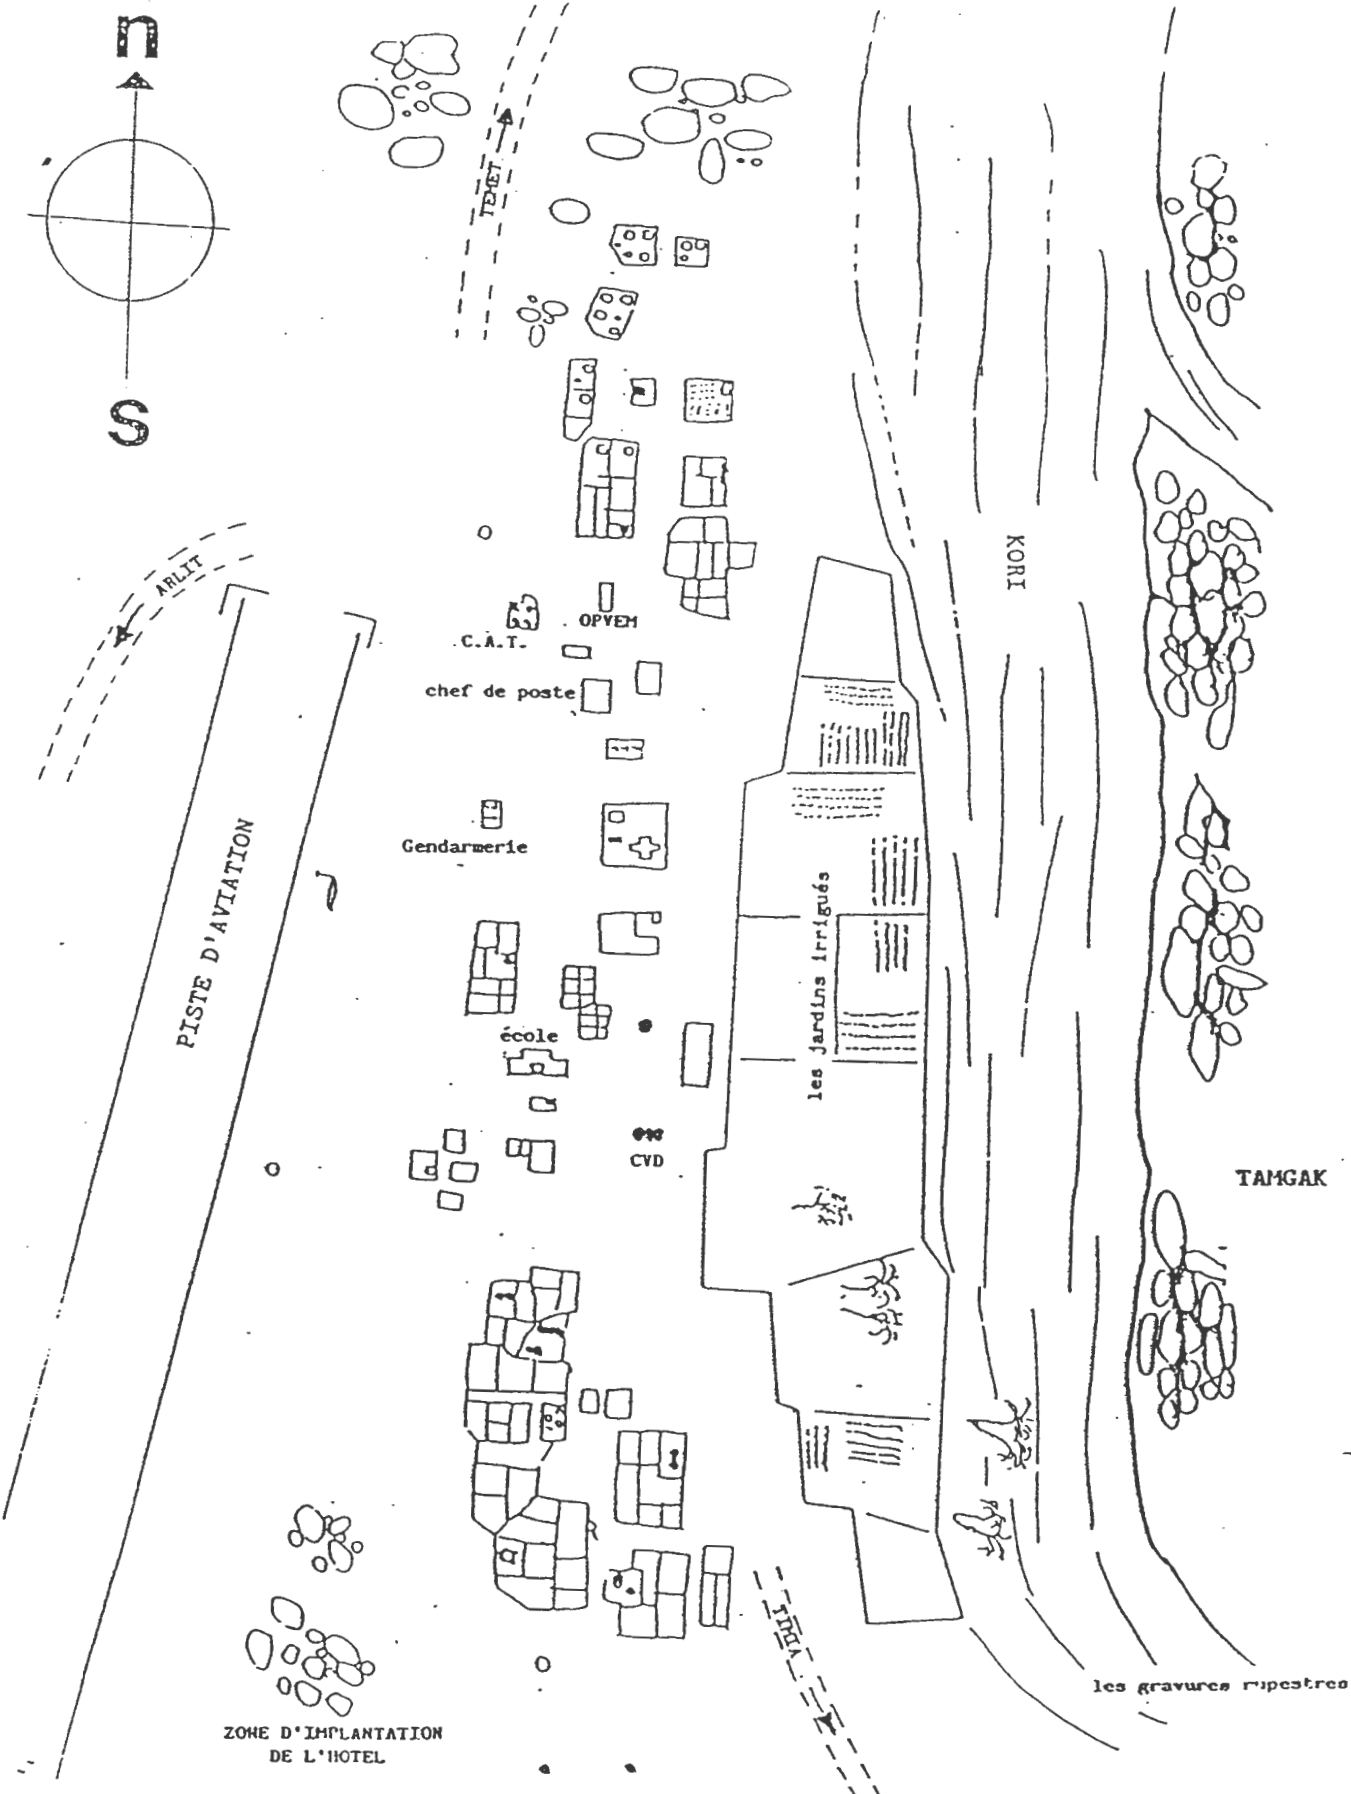 n
TEMET
S
KORI
ARLIT
OPVEM
C.A.T.
chef de poste
PISTE D'AVIATION
Gendarmerie
les jardins irrigués
école
CVD
TAMGAK
TIMIA
les gravures rupestres
ZONE D'IMPLANTATION
DE L'HOTEL